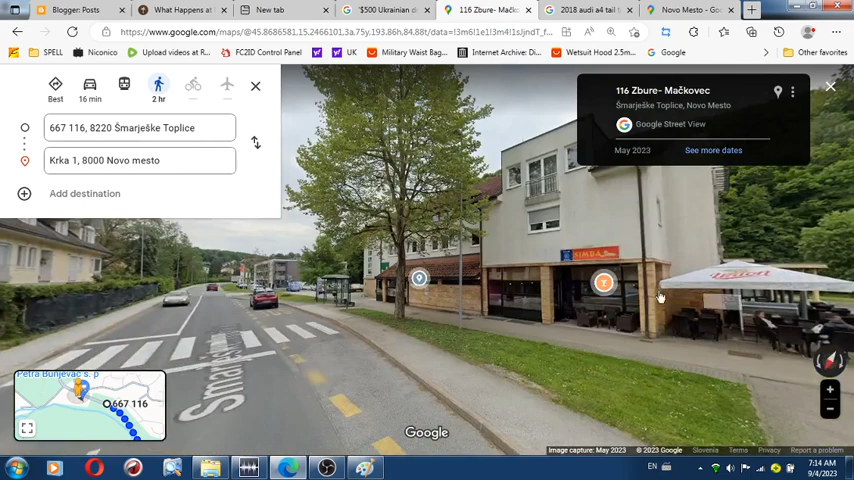 Blogger: Posts
What Happens at
New tab
'$500 Ukrainian d
116 Zbure- Mačkov
2018 audi a4 tail t
Novo Mesto - Goo
https://www.google.com/maps/@45.8686581,15.2466101,3a,75y,193.86h,84.88t/data=!3m6!1e1!3m4!1sJjndT_f...
SPELL
Niconico
Upload videos at R...
FC2ID Control Panel
UK
Military Waist Bag...
Internet Archive: Di...
Wetsuit Hood 2.5m...
Google
Other favorites
Best
16 min
2 hr
667 116, 8220 Šmarješke Toplice
Krka 1, 8000 Novo mesto
Add destination
116 Zbure- Mačkovec
Šmarješke Toplice, Novo Mesto
Google Street View
May 2023
See more dates
SIMBA
Union
Petra Bunjevac s. p
667 116
Google
Image capture: May 2023
© 2023 Google
Slovenia
Terms
Privacy
Report a problem
EN
7:14 AM
9/4/2023